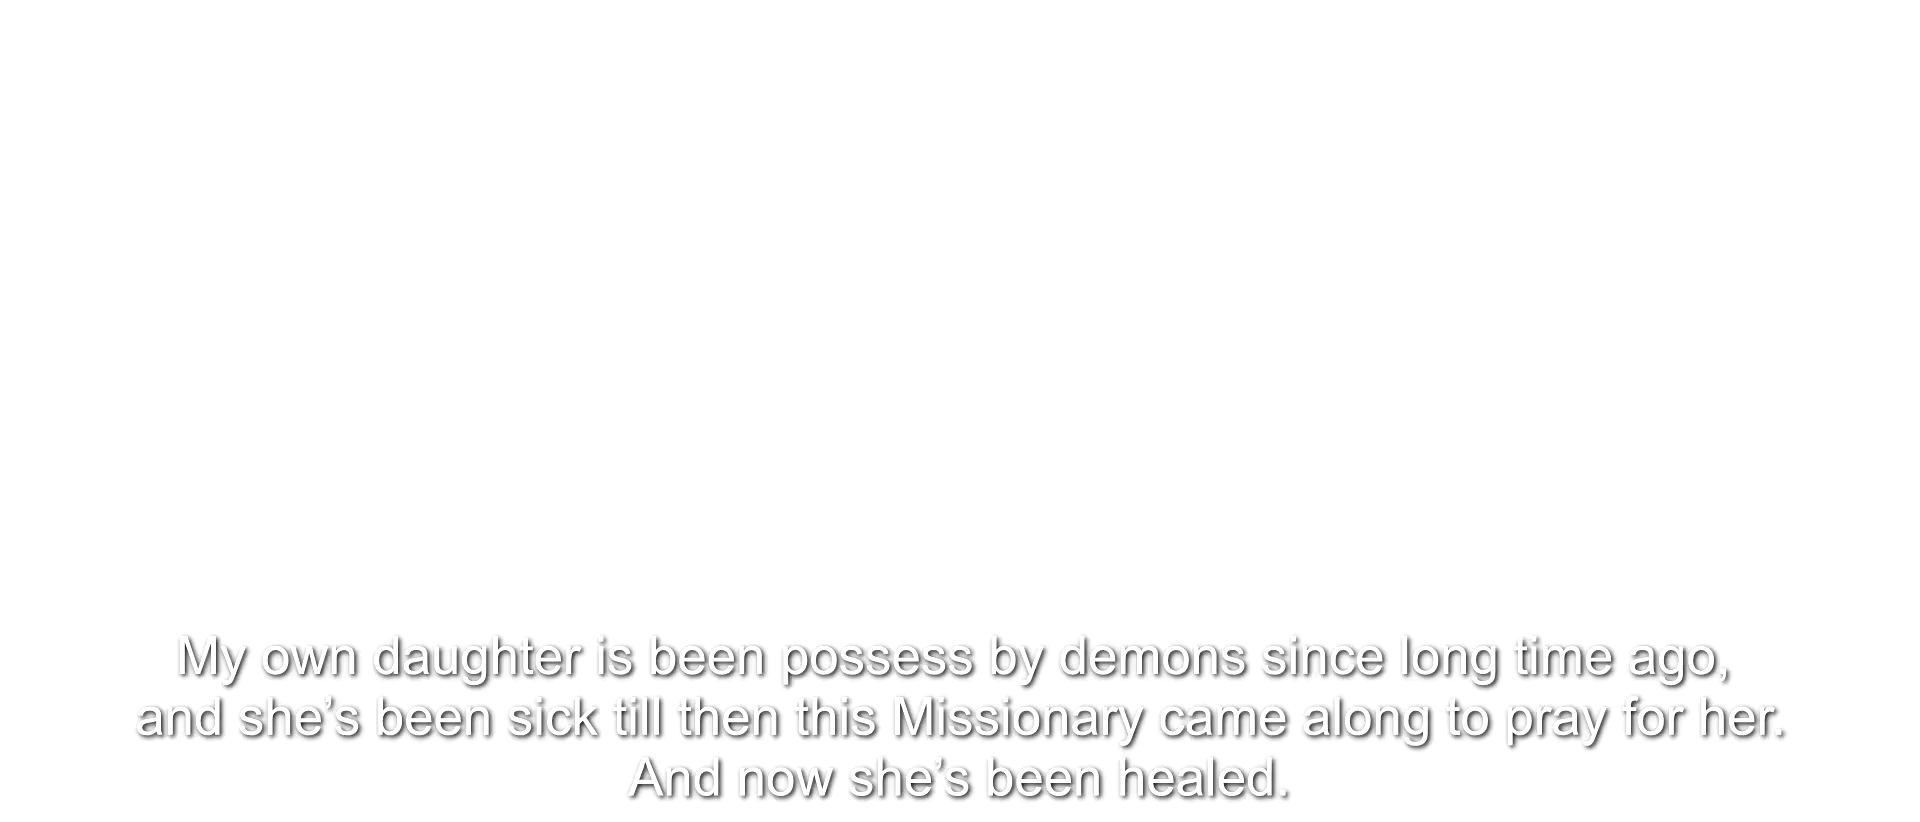 My own daughter is been possess by demons since long time ago,
and she’s been sick till then this Missionary came along to pray for her.
And now she’s been healed.